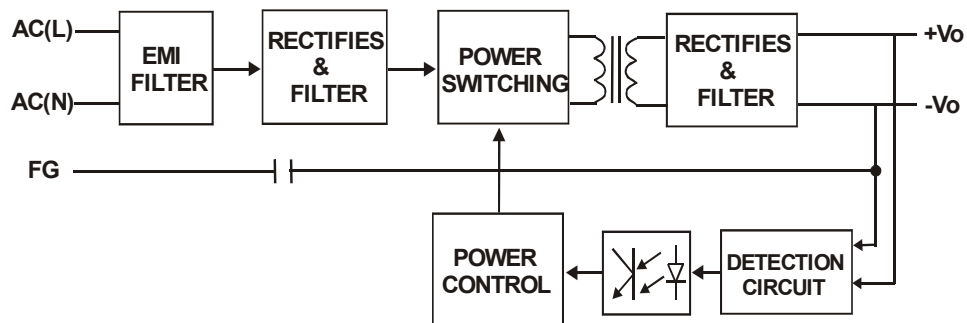 AC(L)
AC(N)
EMI
FILTER
RECTIFIES
&
FILTER
POWER
SWITCHING
RECTIFIES
&
FILTER
+Vo
-Vo
FG
POWER
CONTROL
DETECTION
CIRCUIT